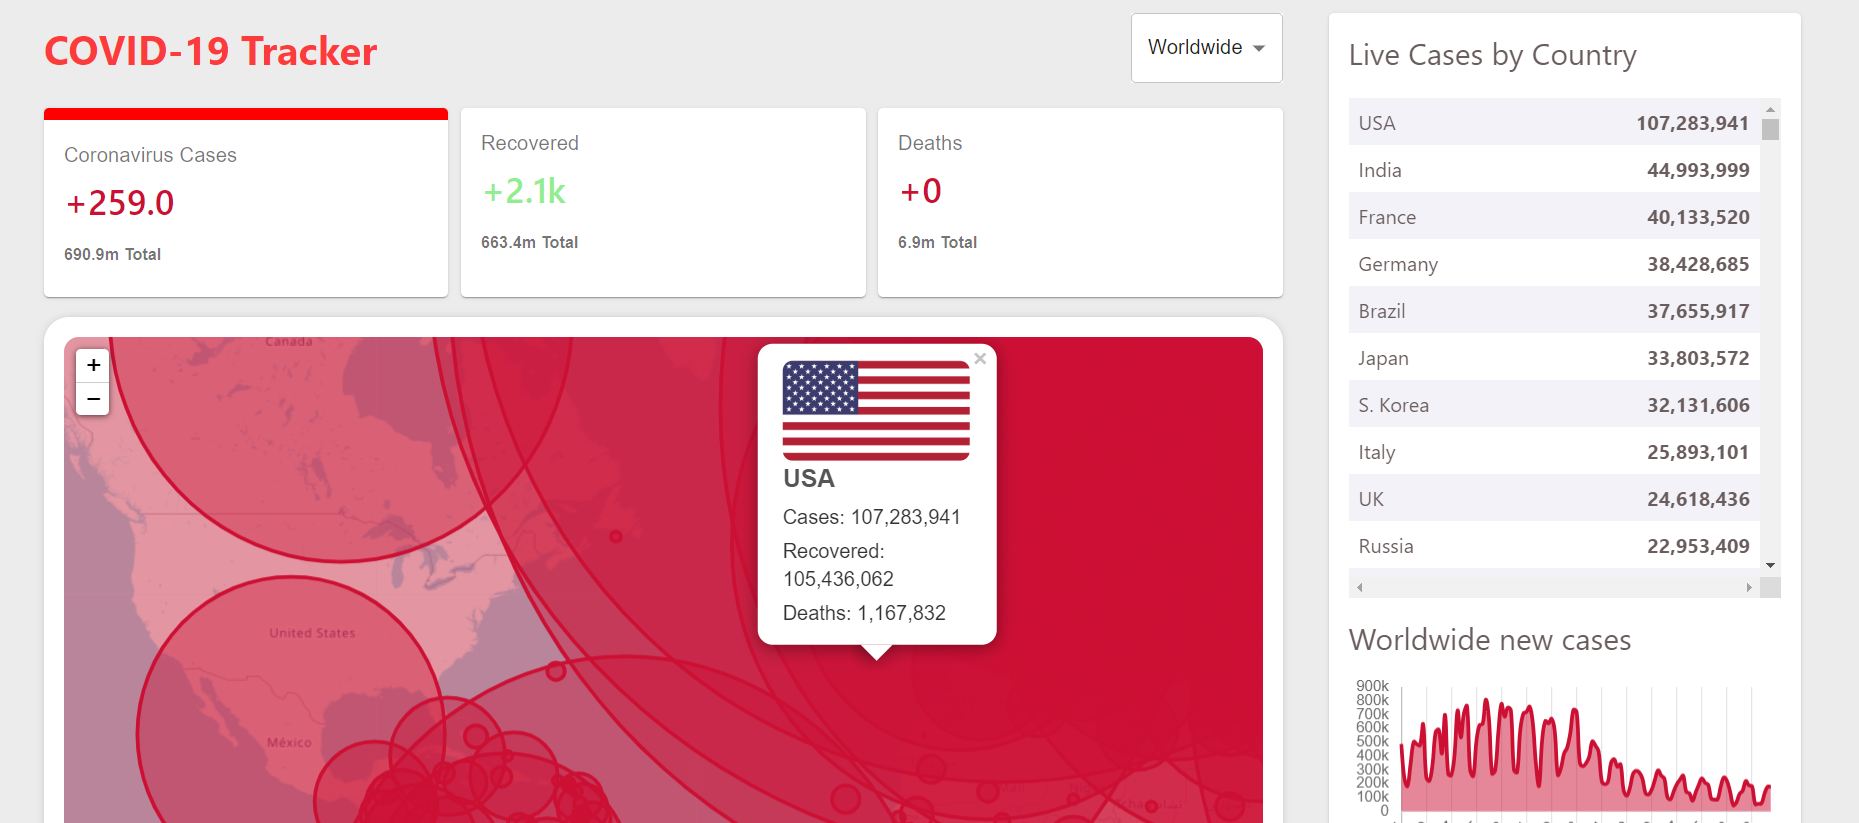 COVID-19 Tracker
Worldwide
Coronavirus Cases
+259.0
690.9m Total
Recovered
+2.1k
663.4m Total
Deaths
+0
6.9m Total
+
−
Canada
United States
México
×
USA
Cases: 107,283,941
Recovered:
105,436,062
Deaths: 1,167,832
Live Cases by Country
USA 107,283,941
India 44,993,999
France 40,133,520
Germany 38,428,685
Brazil 37,655,917
Japan 33,803,572
S. Korea 32,131,606
Italy 25,893,101
UK 24,618,436
Russia 22,953,409
Worldwide new cases
900k
800k
700k
600k
500k
400k
300k
200k
100k
0